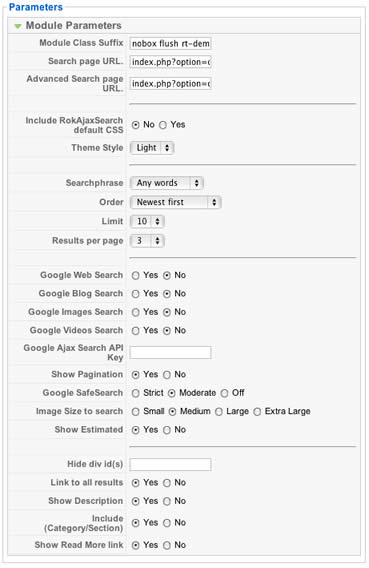 Parameters
Module Parameters
Module Class Suffix nobox flush rt-dem
Search page URL. index.php?option=c
Advanced Search page URL. index.php?option=c
Include RokAjaxSearch default CSS No Yes
Theme Style Light
Searchphrase Any words
Order Newest first
Limit 10
Results per page 3
Google Web Search Yes No
Google Blog Search Yes No
Google Images Search Yes No
Google Videos Search Yes No
Google Ajax Search API Key
Show Pagination Yes No
Google SafeSearch Strict Moderate Off
Image Size to search Small Medium Large Extra Large
Show Estimated Yes No
Hide div id(s)
Link to all results Yes No
Show Description Yes No
Include (Category/Section) Yes No
Show Read More link Yes No